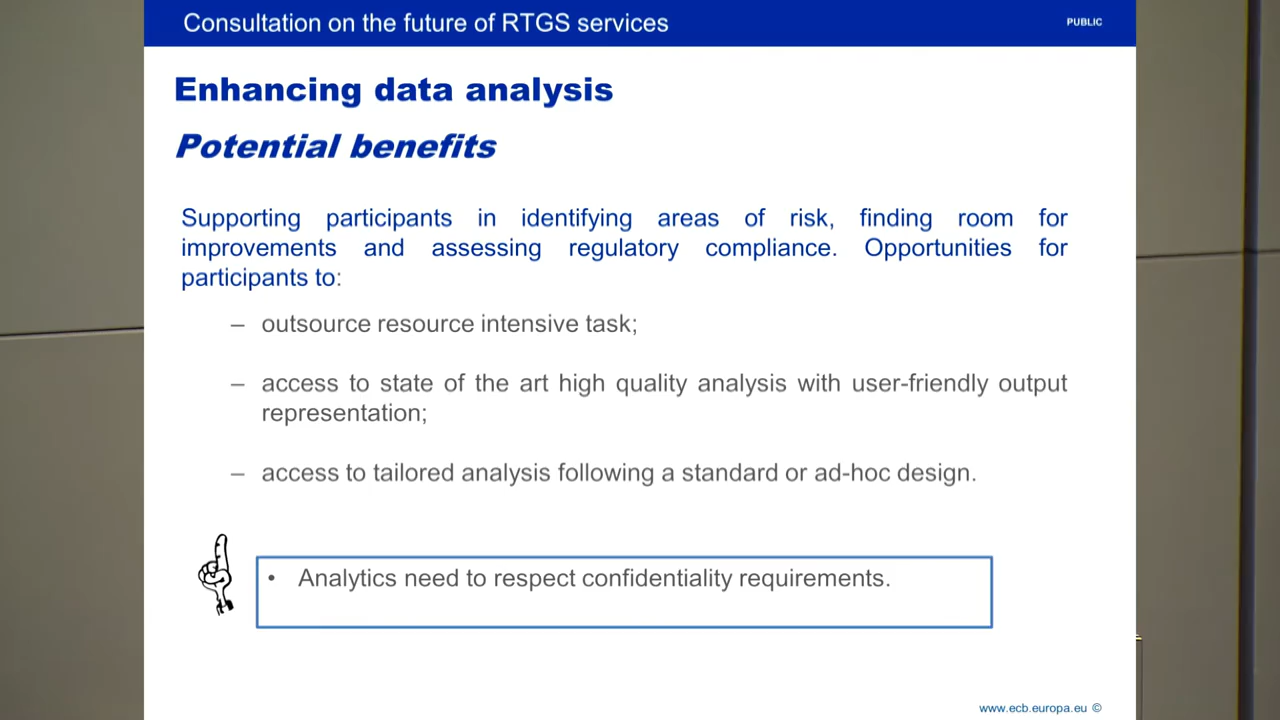 Consultation on the future of RTGS services
PUBLIC
Enhancing data analysis
Potential benefits
Supporting participants in identifying areas of risk, finding room for
improvements and assessing regulatory compliance. Opportunities for
participants to:
– outsource resource intensive task;
– access to state of the art high quality analysis with user-friendly output
representation;
– access to tailored analysis following a standard or ad-hoc design.
• Analytics need to respect confidentiality requirements.
www.ecb.europa.eu ©